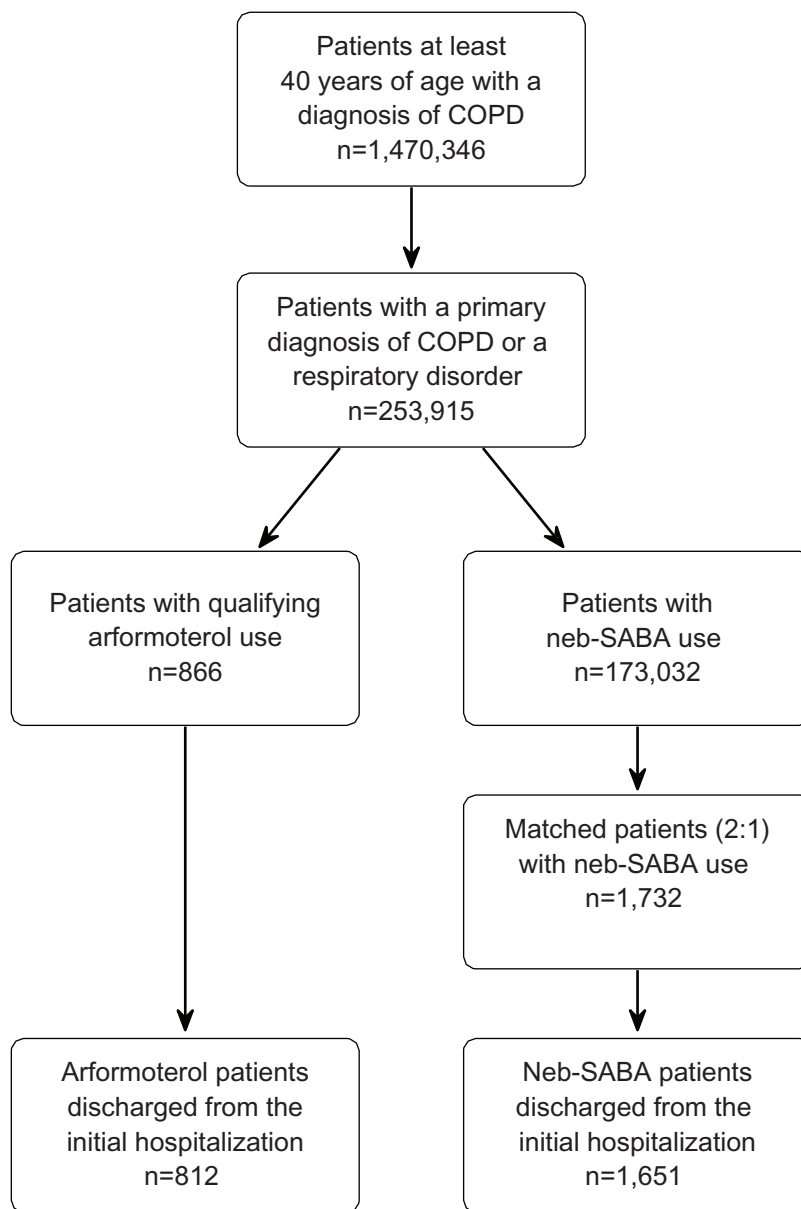 Patients at least
40 years of age with a
diagnosis of COPD
n=1,470,346
Patients with a primary
diagnosis of COPD or a
respiratory disorder
n=253,915
Patients with qualifying
arformoterol use
n=866
Patients with
neb-SABA use
n=173,032
Matched patients (2:1)
with neb-SABA use
n=1,732
Arformoterol patients
discharged from the
initial hospitalization
n=812
Neb-SABA patients
discharged from the
initial hospitalization
n=1,651